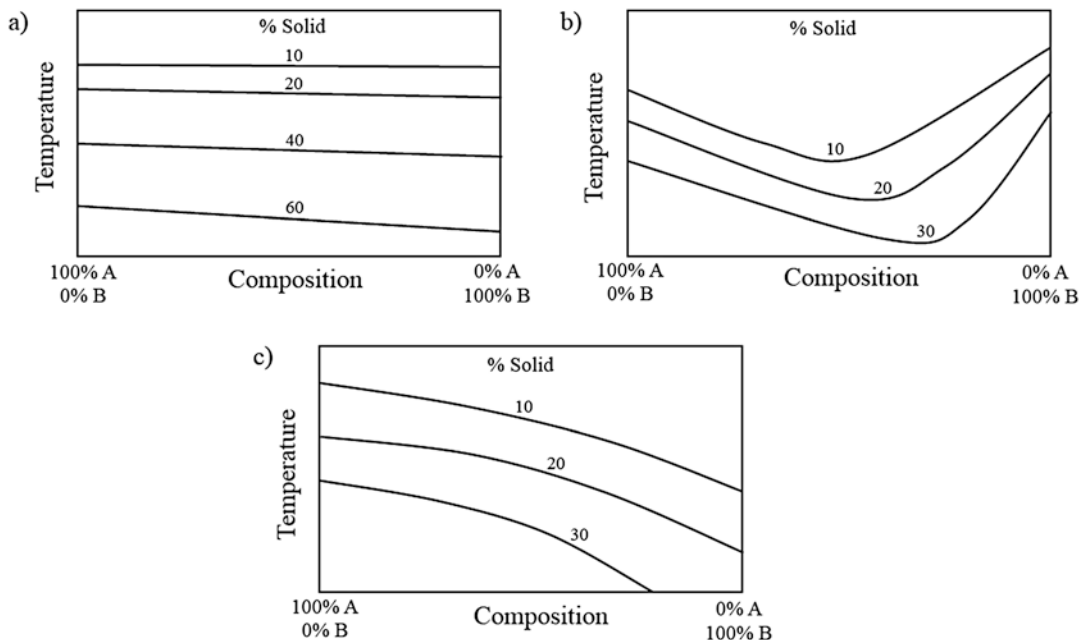 a)
% Solid
10
20
40
60
Temperature
100% A
0% B
Composition
0% A
100% B
b)
% Solid
10
20
30
Temperature
100% A
0% B
Composition
0% A
100% B
c)
% Solid
10
20
30
Temperature
100% A
0% B
Composition
0% A
100% B